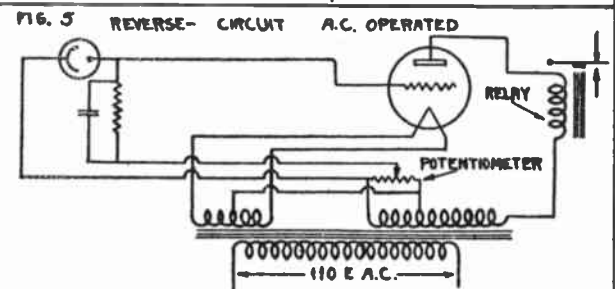 FIG. 5 REVERSE- CIRCUIT A.C. OPERATED
RELAY
POTENTIOMETER
110 E A.C.